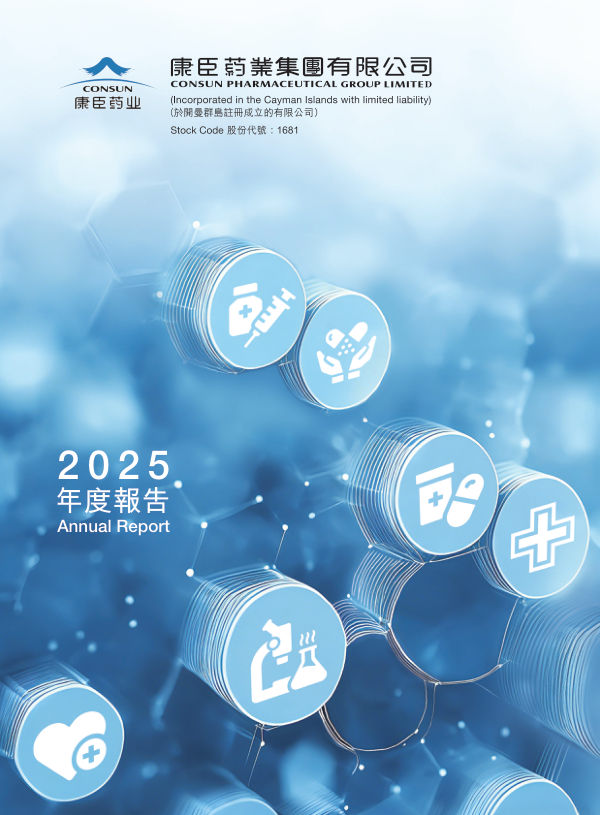 CONSUN
康臣药业
康臣葯業集團有限公司
CONSUN PHARMACEUTICAL GROUP LIMITED
(Incorporated in the Cayman Islands with limited liability)
(於開曼群島註冊成立的有限公司)
Stock Code 股份代號：1681
2025
年度報告
Annual Report